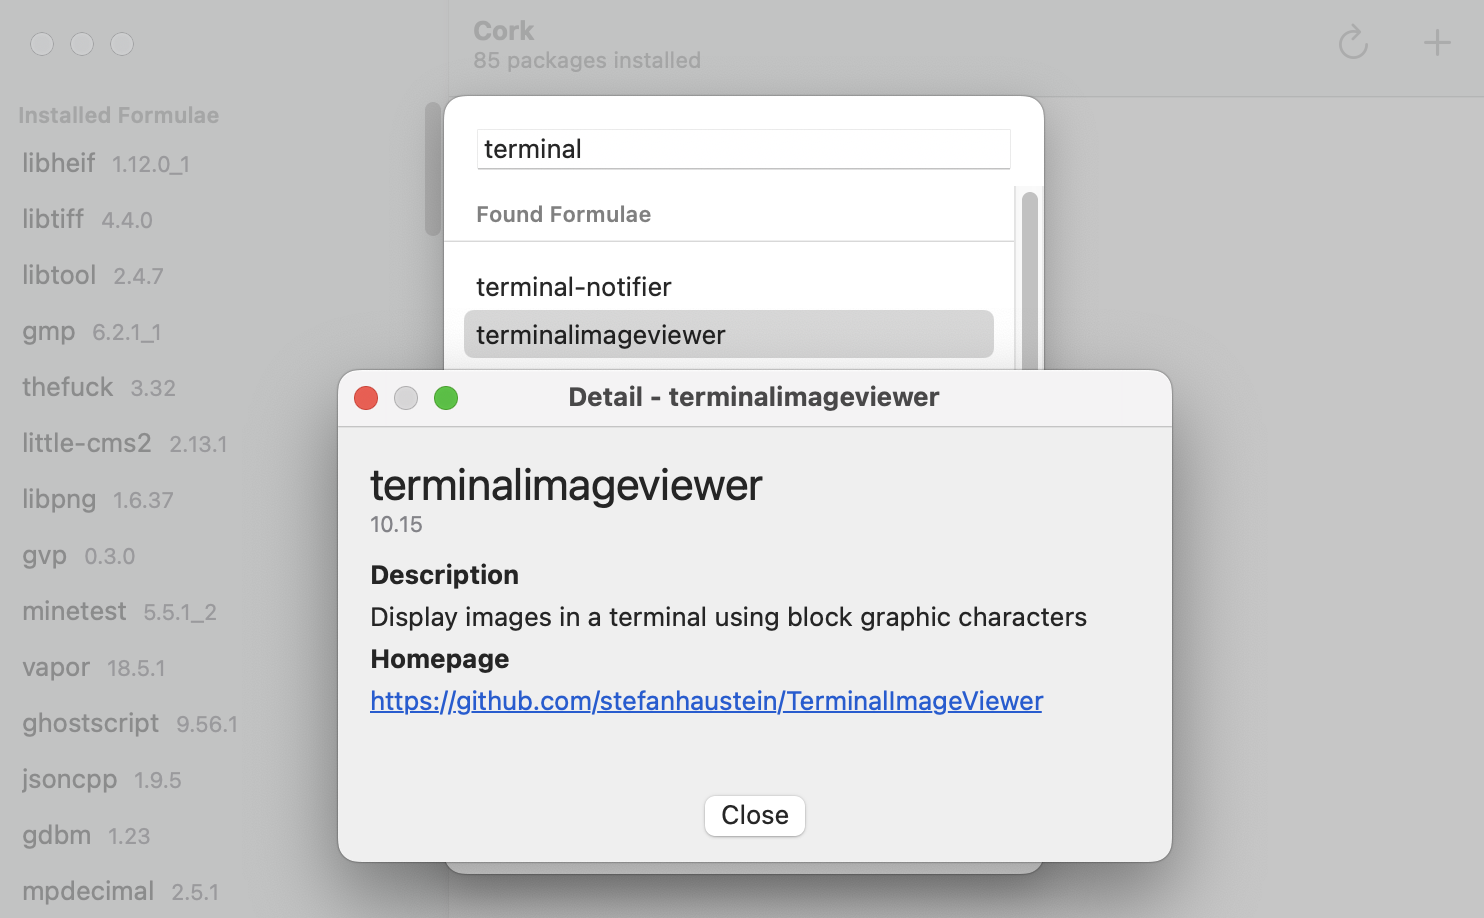 Cork
85 packages installed
Installed Formulae
libheif 1.12.0_1
libtiff 4.4.0
libtool 2.4.7
gmp 6.2.1_1
thefuck 3.32
little-cms2 2.13.1
libpng 1.6.37
gvp 0.3.0
minetest 5.5.1_2
vapor 18.5.1
ghostscript 9.56.1
jsoncpp 1.9.5
gdbm 1.23
mpdecimal 2.5.1
terminal
Found Formulae
terminal-notifier
terminalimageviewer
Detail - terminalimageviewer
terminalimageviewer
10.15
Description
Display images in a terminal using block graphic characters
Homepage
https://github.com/stefanhaustein/TerminalImageViewer
Close